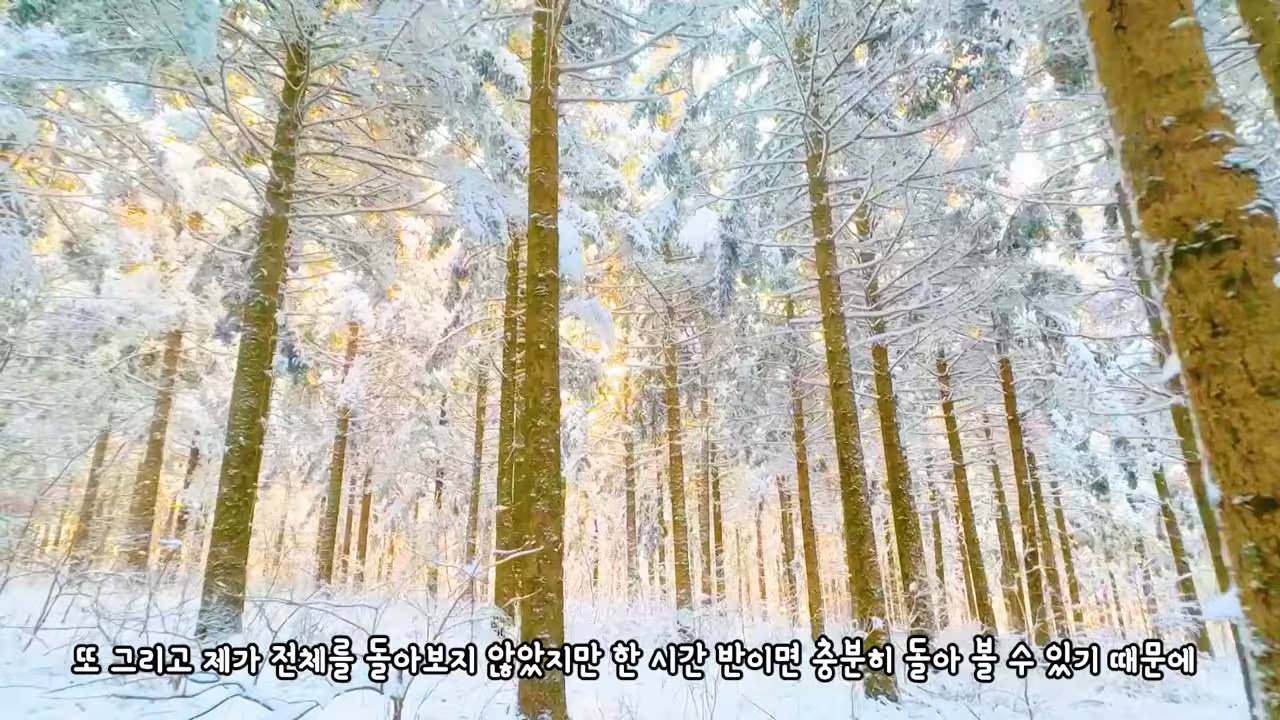 또 그리고 제가 전체를 돌아보지 않았지만 한 시간 반이면 충분히 돌아 볼 수 있기 때문에